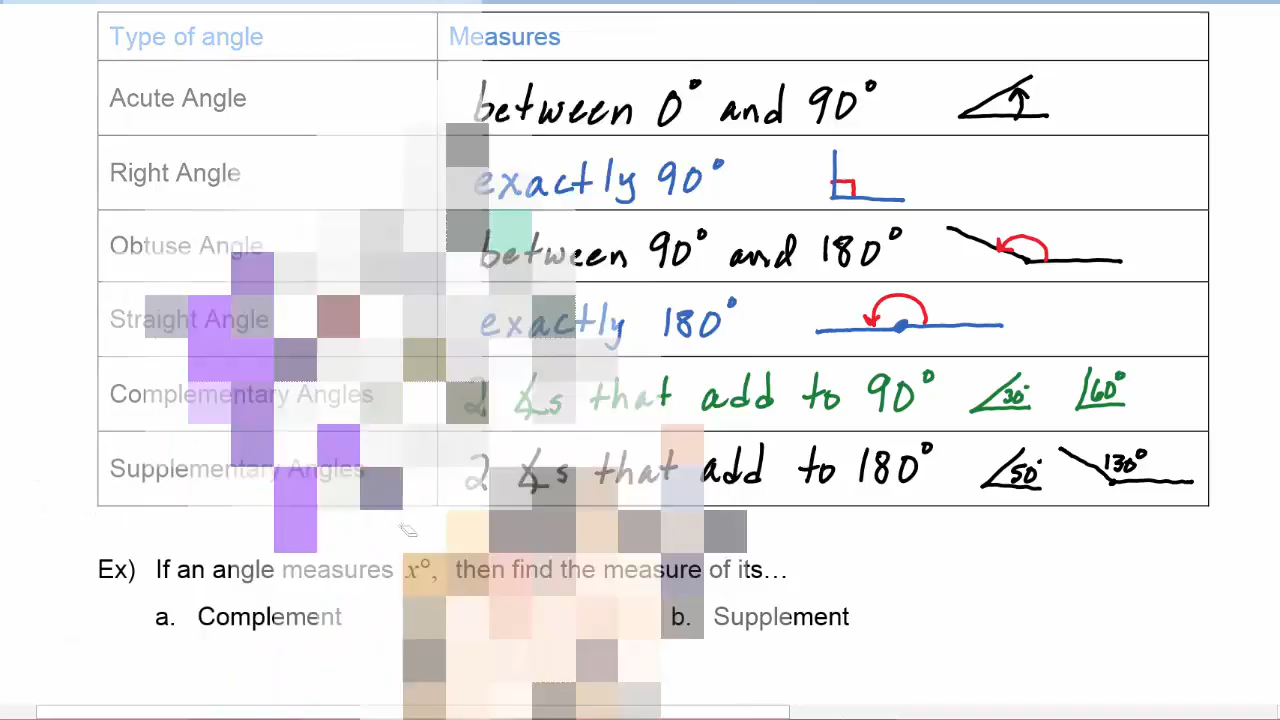 Type of angle Measures
Acute Angle between 0° and 90°
Right Angle exactly 90°
Obtuse Angle between 90° and 180°
Straight Angle exactly 180°
Complementary Angles 2 ∡s that add to 90° 30° 60°
Supplementary Angles 2 ∡s that add to 180° 50° 130°
Ex) If an angle measures x°, then find the measure of its…
a. Complement b. Supplement